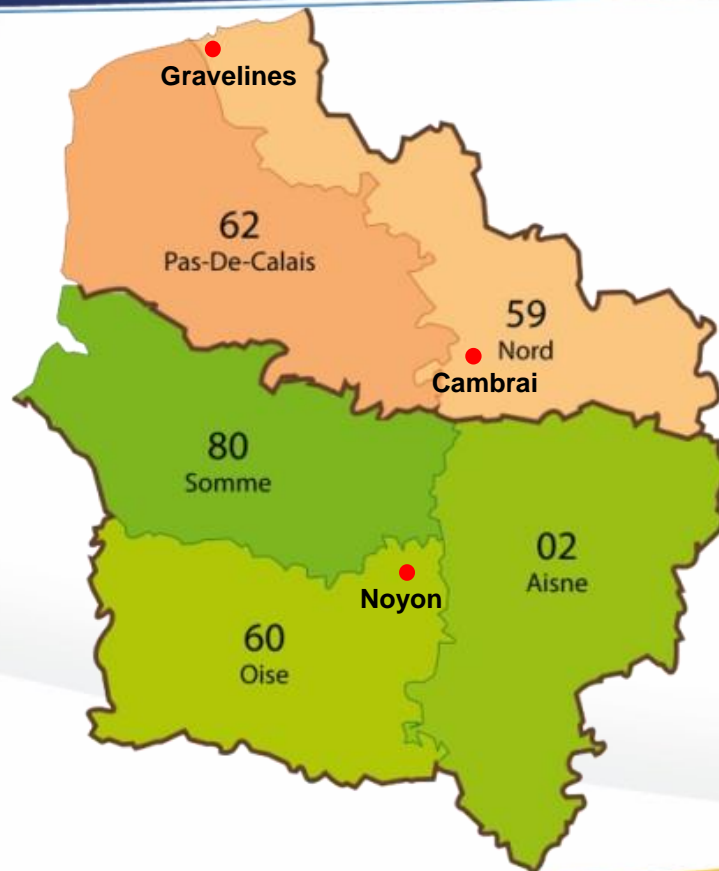 Gravelines
62
Pas-De-Calais
59
Nord
Cambrai
80
Somme
02
Aisne
Noyon
60
Oise